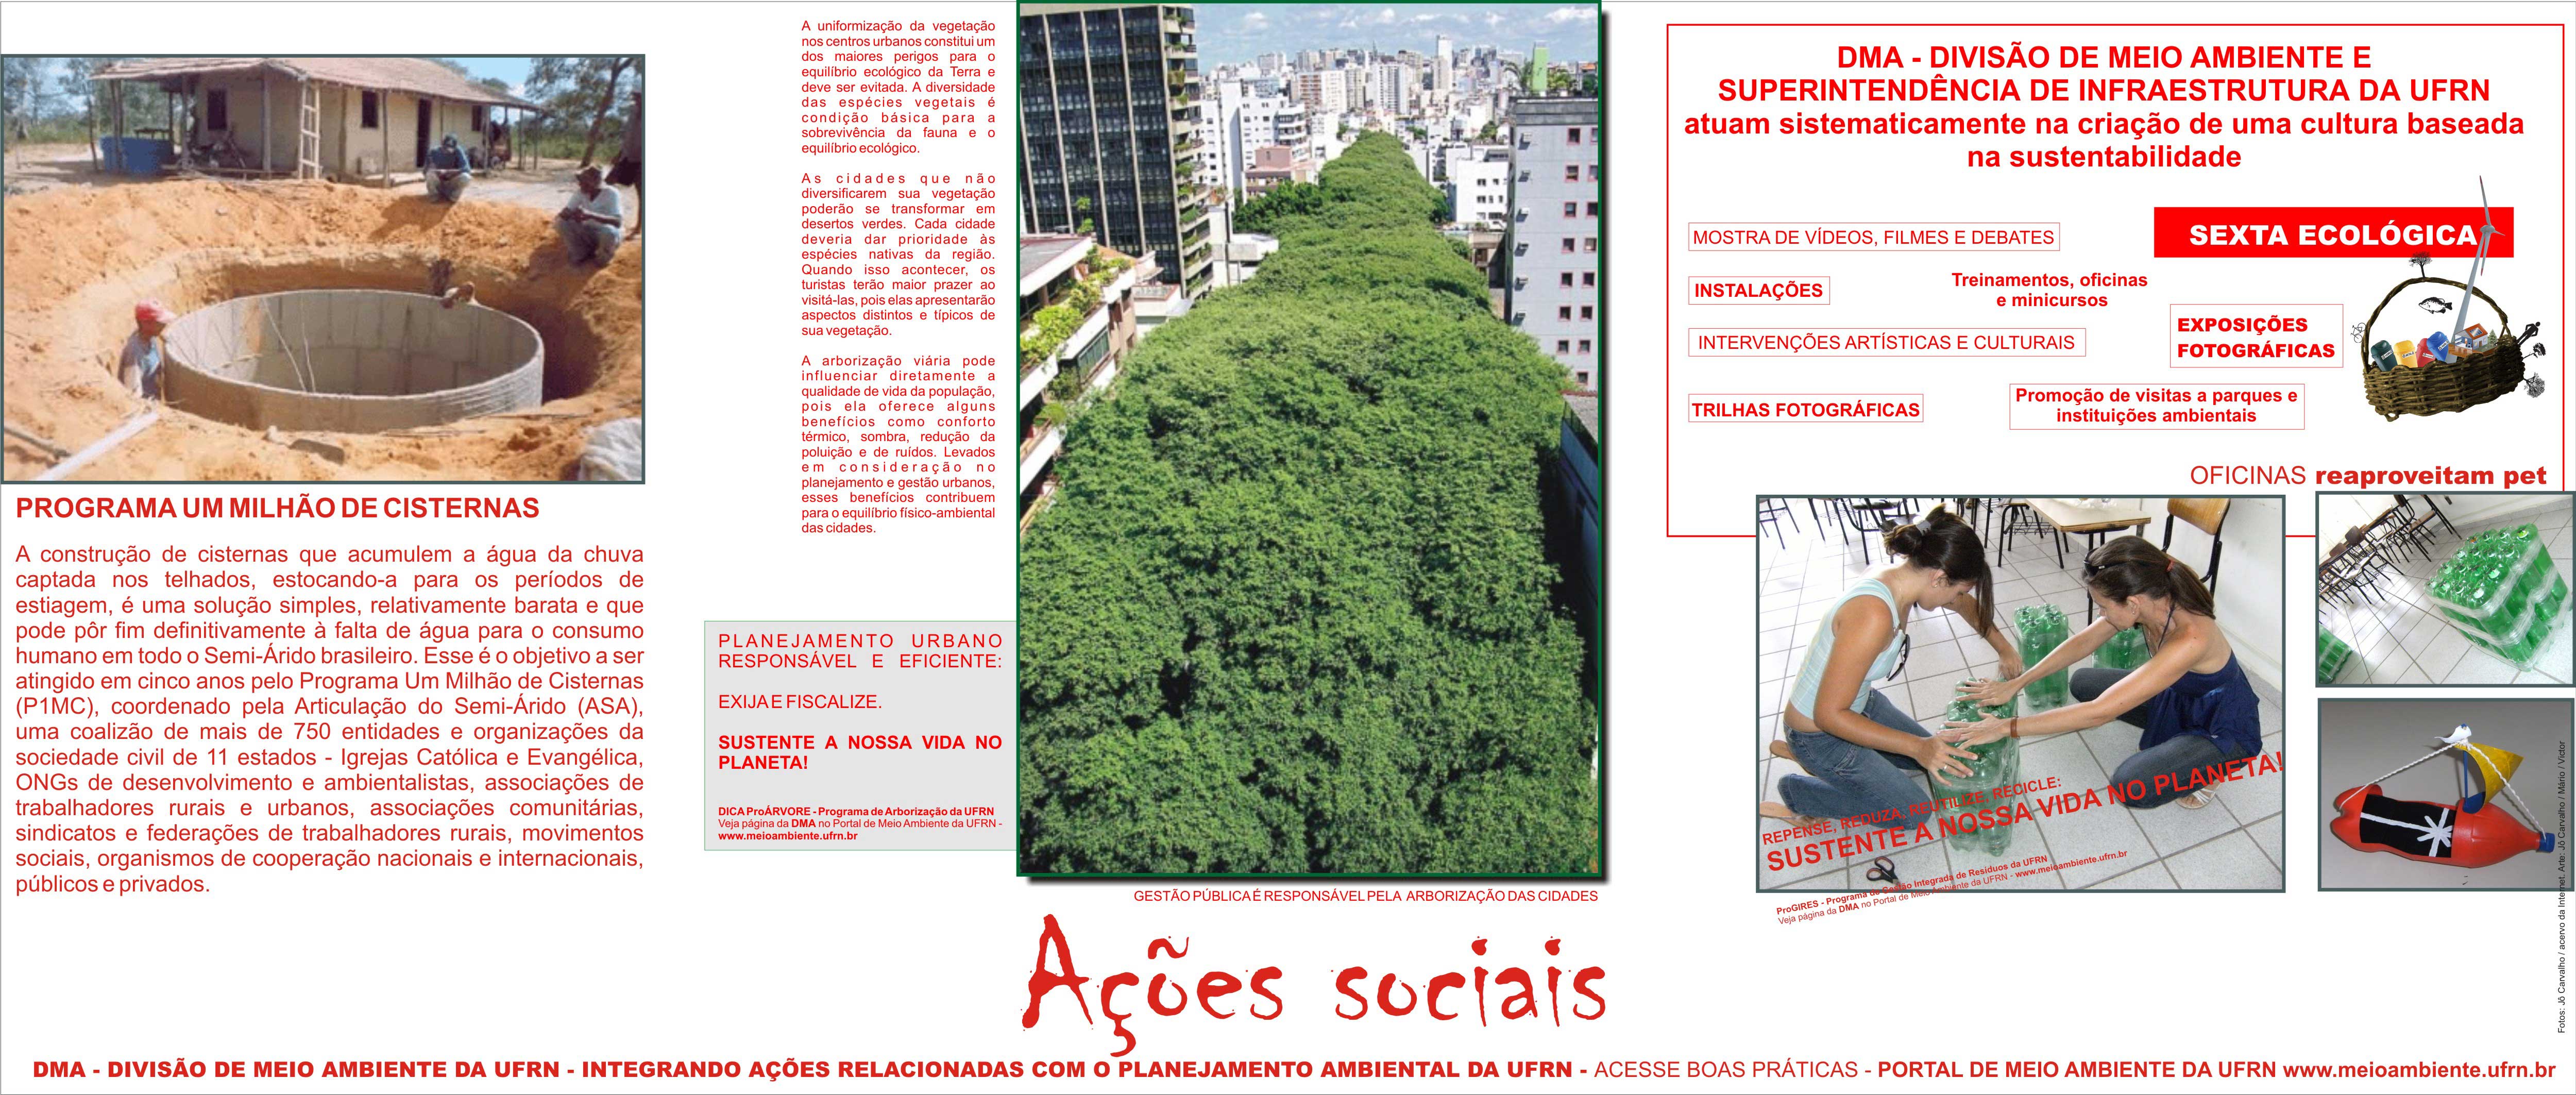 PROGRAMA UM MILHÃO DE CISTERNAS
A construção de cisternas que acumulem a água da chuva
captada nos telhados, estocando-a para os períodos de
estiagem, é uma solução simples, relativamente barata e que
pode pôr fim definitivamente à falta de água para o consumo
humano em todo o Semi-Árido brasileiro. Esse é o objetivo a ser
atingido em cinco anos pelo Programa Um Milhão de Cisternas
(P1MC), coordenado pela Articulação do Semi-Árido (ASA),
uma coalizão de mais de 750 entidades e organizações da
sociedade civil de 11 estados - Igrejas Católica e Evangélica,
ONGs de desenvolvimento e ambientalistas, associações de
trabalhadores rurais e urbanos, associações comunitárias,
sindicatos e federações de trabalhadores rurais, movimentos
sociais, organismos de cooperação nacionais e internacionais,
públicos e privados.
A uniformização da vegetação
nos centros urbanos constitui um
dos maiores perigos para o
equilíbrio ecológico da Terra e
deve ser evitada. A diversidade
das espécies vegetais é
condição básica para a
sobrevivência da fauna e o
equilíbrio ecológico.
As cidades que não
diversificarem sua vegetação
poderão se transformar em
desertos verdes. Cada cidade
deveria dar prioridade às
espécies nativas da região.
Quando isso acontecer, os
turistas terão maior prazer ao
visitá-las, pois elas apresentarão
aspectos distintos e típicos de
sua vegetação.
A arborização viária pode
influenciar diretamente a
qualidade de vida da população,
pois ela oferece alguns
benefícios como conforto
térmico, sombra, redução da
poluição e de ruídos. Levados
em consideração no
planejamento e gestão urbanos,
esses benefícios contribuem
para o equilíbrio físico-ambiental
das cidades.
PLANEJAMENTO URBANO
RESPONSÁVEL E EFICIENTE:
EXIJA E FISCALIZE.
SUSTENTE A NOSSA VIDA NO
PLANETA!
DICA ProÁRVORE - Programa de Arborização da UFRN
Veja página da DMA no Portal de Meio Ambiente da UFRN -
www.meioambiente.ufrn.br
GESTÃO PÚBLICA É RESPONSÁVEL PELA ARBORIZAÇÃO DAS CIDADES
Ações sociais
DMA - DIVISÃO DE MEIO AMBIENTE E
SUPERINTENDÊNCIA DE INFRAESTRUTURA DA UFRN
atuam sistematicamente na criação de uma cultura baseada
na sustentabilidade
SEXTA ECOLÓGICA
MOSTRA DE VÍDEOS, FILMES E DEBATES
INSTALAÇÕES
Treinamentos, oficinas
e minicursos
INTERVENÇÕES ARTÍSTICAS E CULTURAIS
EXPOSIÇÕES
FOTOGRÁFICAS
TRILHAS FOTOGRÁFICAS
Promoção de visitas a parques e
instituições ambientais
OFICINAS reaproveitam pet
REPENSE, REDUZA, REUTILIZE, RECICLE:
SUSTENTE A NOSSA VIDA NO PLANETA!
ProGIRES - Programa de Gestão Integrada de Resíduos da UFRN
Veja página da DMA no Portal de Meio Ambiente da UFRN - www.meioambiente.ufrn.br
Fotos: Jô Carvalho / acervo da Internet. Arte: Jô Carvalho / Mário / Victor
DMA - DIVISÃO DE MEIO AMBIENTE DA UFRN - INTEGRANDO AÇÕES RELACIONADAS COM O PLANEJAMENTO AMBIENTAL DA UFRN - ACESSE BOAS PRÁTICAS - PORTAL DE MEIO AMBIENTE DA UFRN www.meioambiente.ufrn.br